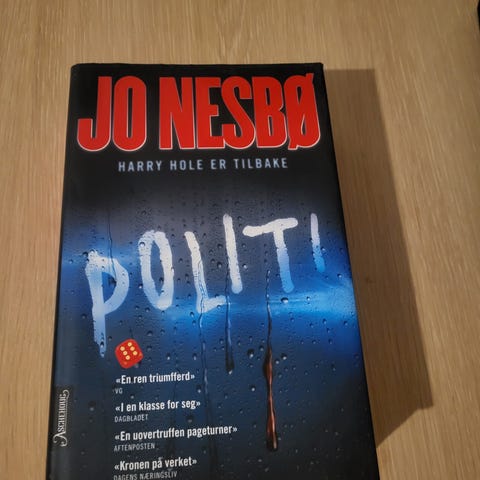 JO NESBØ
HARRY HOLE ER TILBAKE
POLITI
«En ren triumfferd»
VG
«I en klasse for seg»
DAGBLADET
«En uovertruffen pageturner»
AFTENPOSTEN
«Kronen på verket»
DAGENS NÆRINGSLIV
ASCHEHOUG